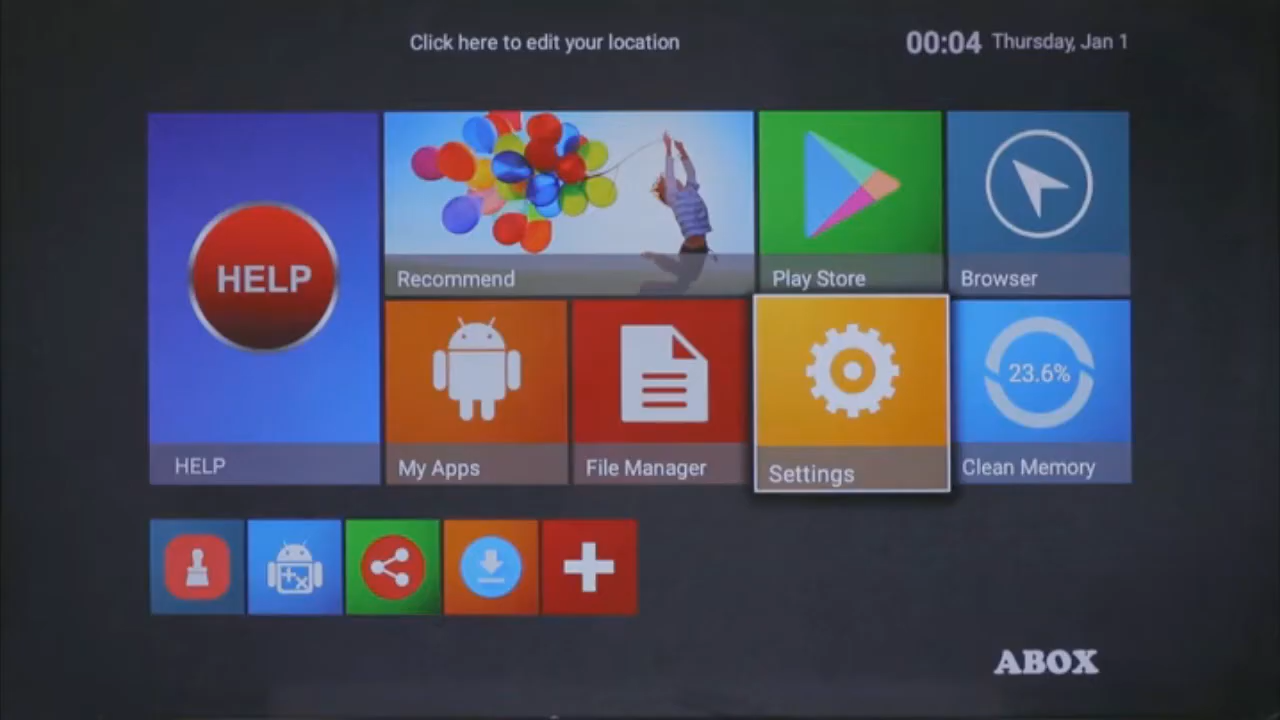 Click here to edit your location
00:04 Thursday, Jan 1
HELP
Recommend
Play Store
Browser
23.6%
HELP
My Apps
File Manager
Settings
Clean Memory
ABOX